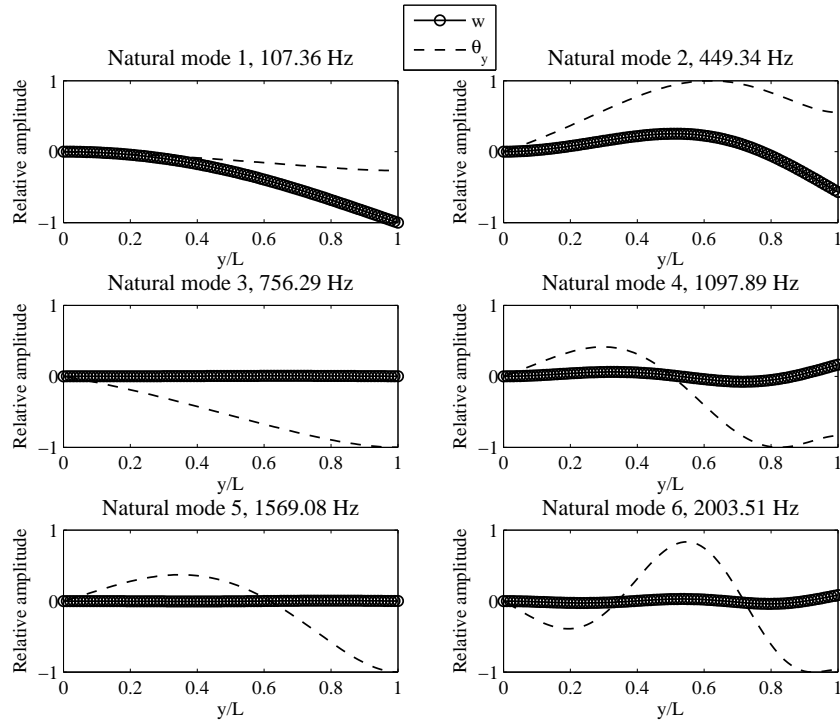 w
θ_y
Natural mode 1, 107.36 Hz
1
0
−1
Relative amplitude
0 0.2 0.4 0.6 0.8 1
y/L
Natural mode 2, 449.34 Hz
1
0
−1
Relative amplitude
0 0.2 0.4 0.6 0.8 1
y/L
Natural mode 3, 756.29 Hz
1
0
−1
Relative amplitude
0 0.2 0.4 0.6 0.8 1
y/L
Natural mode 4, 1097.89 Hz
1
0
−1
Relative amplitude
0 0.2 0.4 0.6 0.8 1
y/L
Natural mode 5, 1569.08 Hz
1
0
−1
Relative amplitude
0 0.2 0.4 0.6 0.8 1
y/L
Natural mode 6, 2003.51 Hz
1
0
−1
Relative amplitude
0 0.2 0.4 0.6 0.8 1
y/L